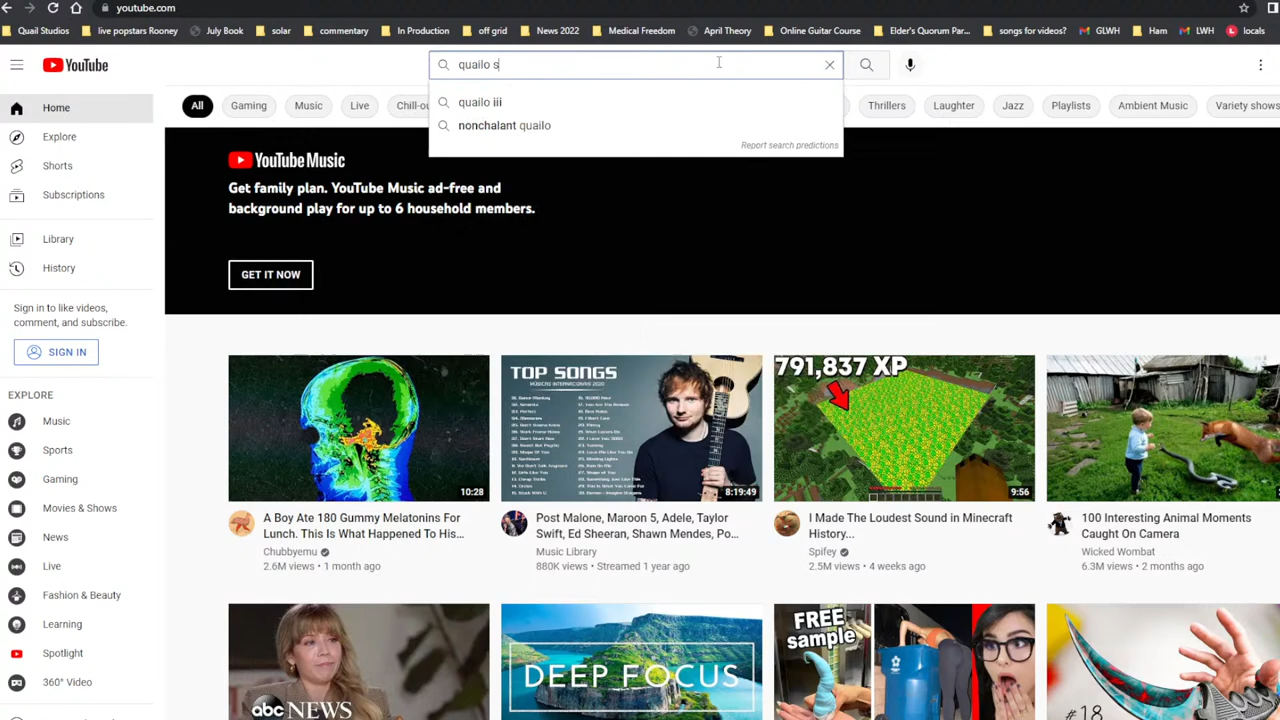 youtube.com
Quail Studios
live popstars Rooney
July Book
solar
commentary
In Production
off grid
News 2022
Medical Freedom
April Theory
Online Guitar Course
Elder's Quorum Par...
songs for videos?
GLWH
Ham
LWH
locals
YouTube
quailo s
quailo iii
nonchalant quailo
Report search predictions
Home
Explore
Shorts
Subscriptions
Library
History
Sign in to like videos,
comment, and subscribe.
SIGN IN
EXPLORE
Music
Sports
Gaming
Movies & Shows
News
Live
Fashion & Beauty
Learning
Spotlight
360° Video
All
Gaming
Music
Live
Chill-ou
Thrillers
Laughter
Jazz
Playlists
Ambient Music
Variety shows
YouTube Music
Get family plan. YouTube Music ad-free and
background play for up to 6 household members.
GET IT NOW
10:28
A Boy Ate 180 Gummy Melatonins For
Lunch. This Is What Happened To His...
Chubbyemu
2.6M views • 1 month ago
TOP SONGS
8:19:49
Post Malone, Maroon 5, Adele, Taylor
Swift, Ed Sheeran, Shawn Mendes, Po...
Music Library
880K views • Streamed 1 year ago
791,837 XP
9:56
I Made The Loudest Sound in Minecraft
History...
Spifey
2.5M views • 4 weeks ago
100 Interesting Animal Moments
Caught On Camera
Wicked Wombat
6.3M views • 2 months ago
abc NEWS
DEEP FOCUS
FREE
sample
#18